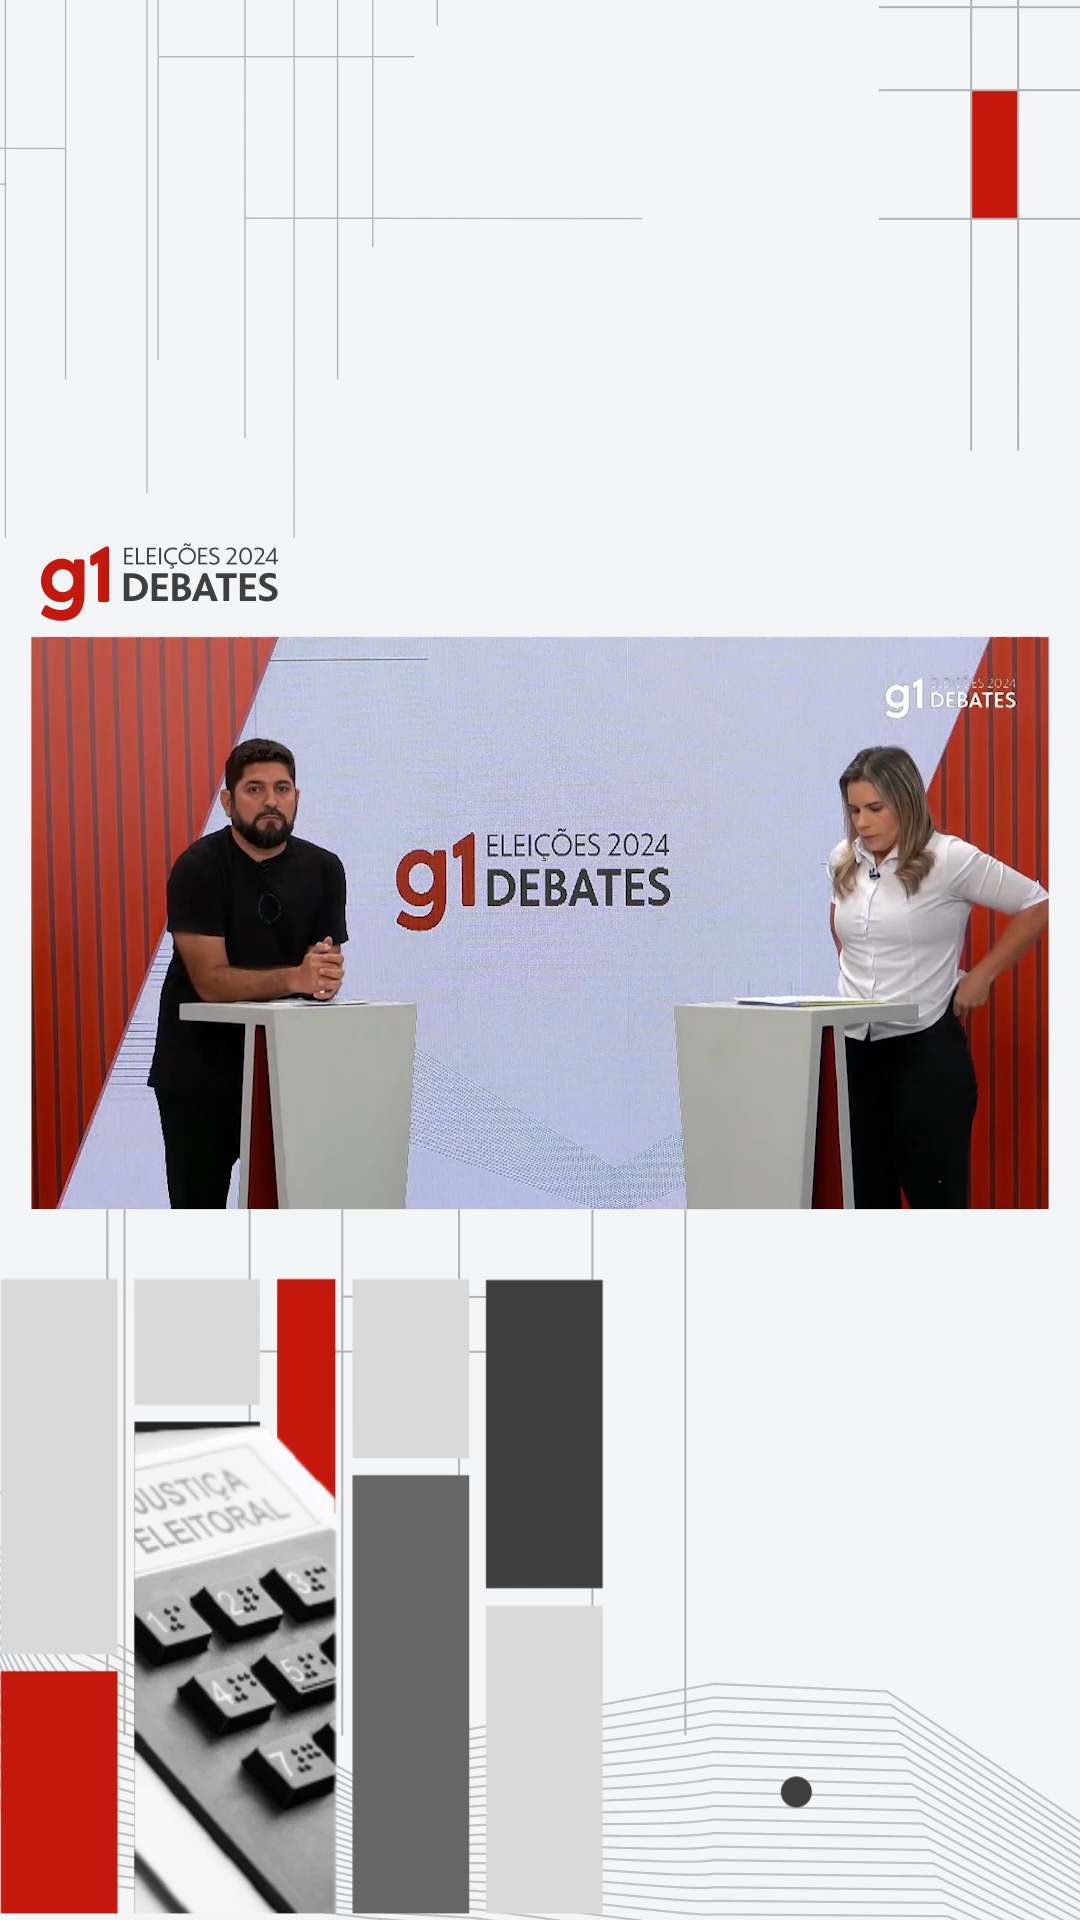 g1 ELEIÇÕES 2024
DEBATES
g1 ELEIÇÕES 2024
DEBATES
g1 ELEIÇÕES 2024
DEBATES
JUSTIÇA
ELEITORAL
1 2 3
4 5
7